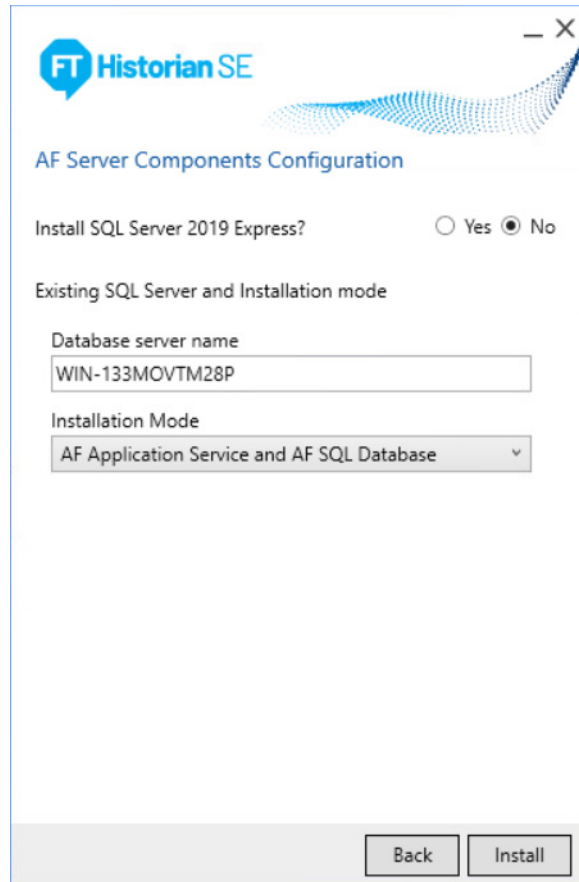 FT Historian SE
AF Server Components Configuration
Install SQL Server 2019 Express? Yes No
Existing SQL Server and Installation mode
Database server name
WIN-133MOVTM28P
Installation Mode
AF Application Service and AF SQL Database
Back Install